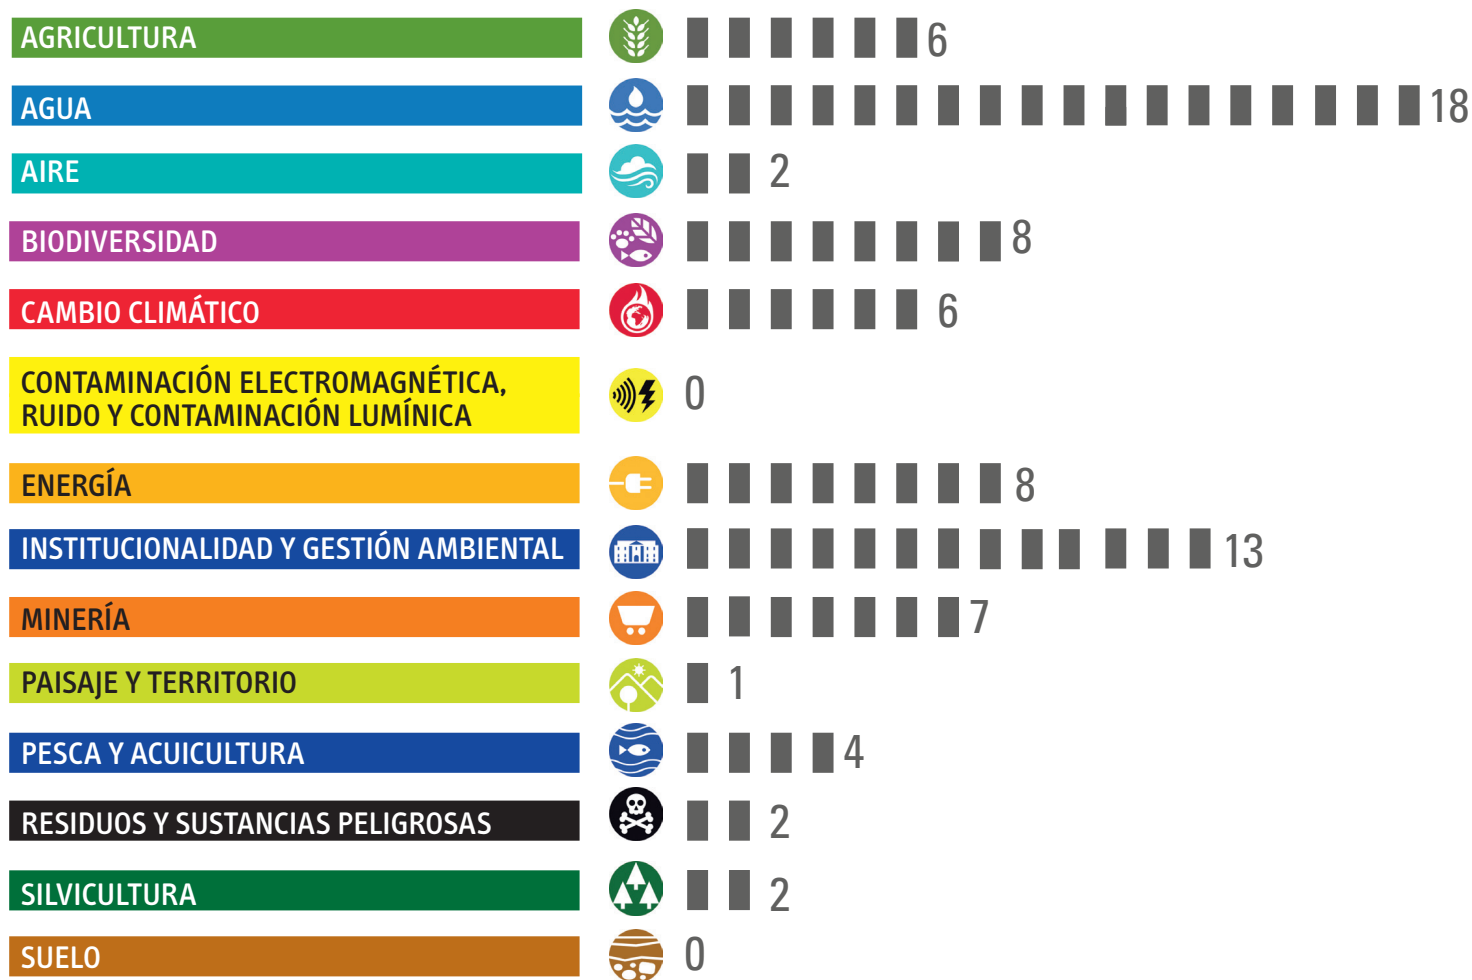 AGRICULTURA 6
AGUA 18
AIRE 2
BIODIVERSIDAD 8
CAMBIO CLIMÁTICO 6
CONTAMINACIÓN ELECTROMAGNÉTICA,
RUIDO Y CONTAMINACIÓN LUMÍNICA 0
ENERGÍA 8
INSTITUCIONALIDAD Y GESTIÓN AMBIENTAL 13
MINERÍA 7
PAISAJE Y TERRITORIO 1
PESCA Y ACUICULTURA 4
RESIDUOS Y SUSTANCIAS PELIGROSAS 2
SILVICULTURA 2
SUELO 0